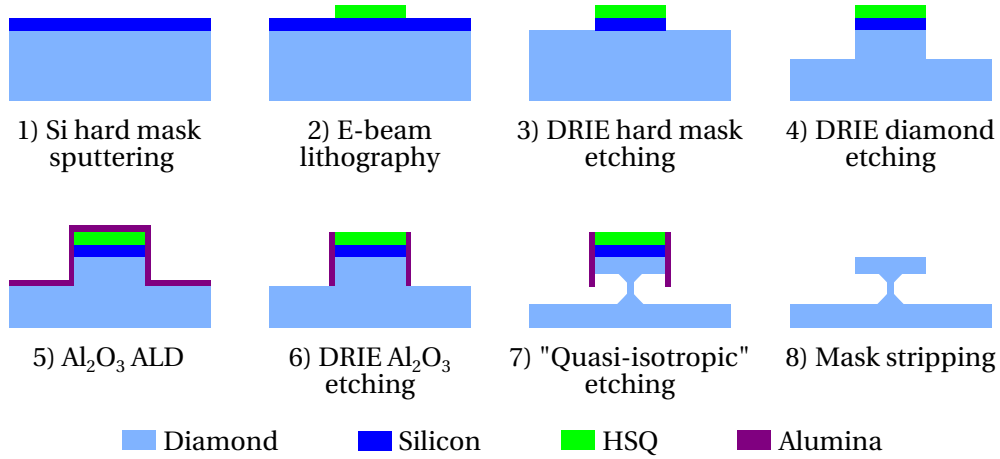 1) Si hard mask
sputtering
2) E-beam
lithography
3) DRIE hard mask
etching
4) DRIE diamond
etching
5) Al₂O₃ ALD
6) DRIE Al₂O₃
etching
7) "Quasi-isotropic"
etching
8) Mask stripping
Diamond
Silicon
HSQ
Alumina